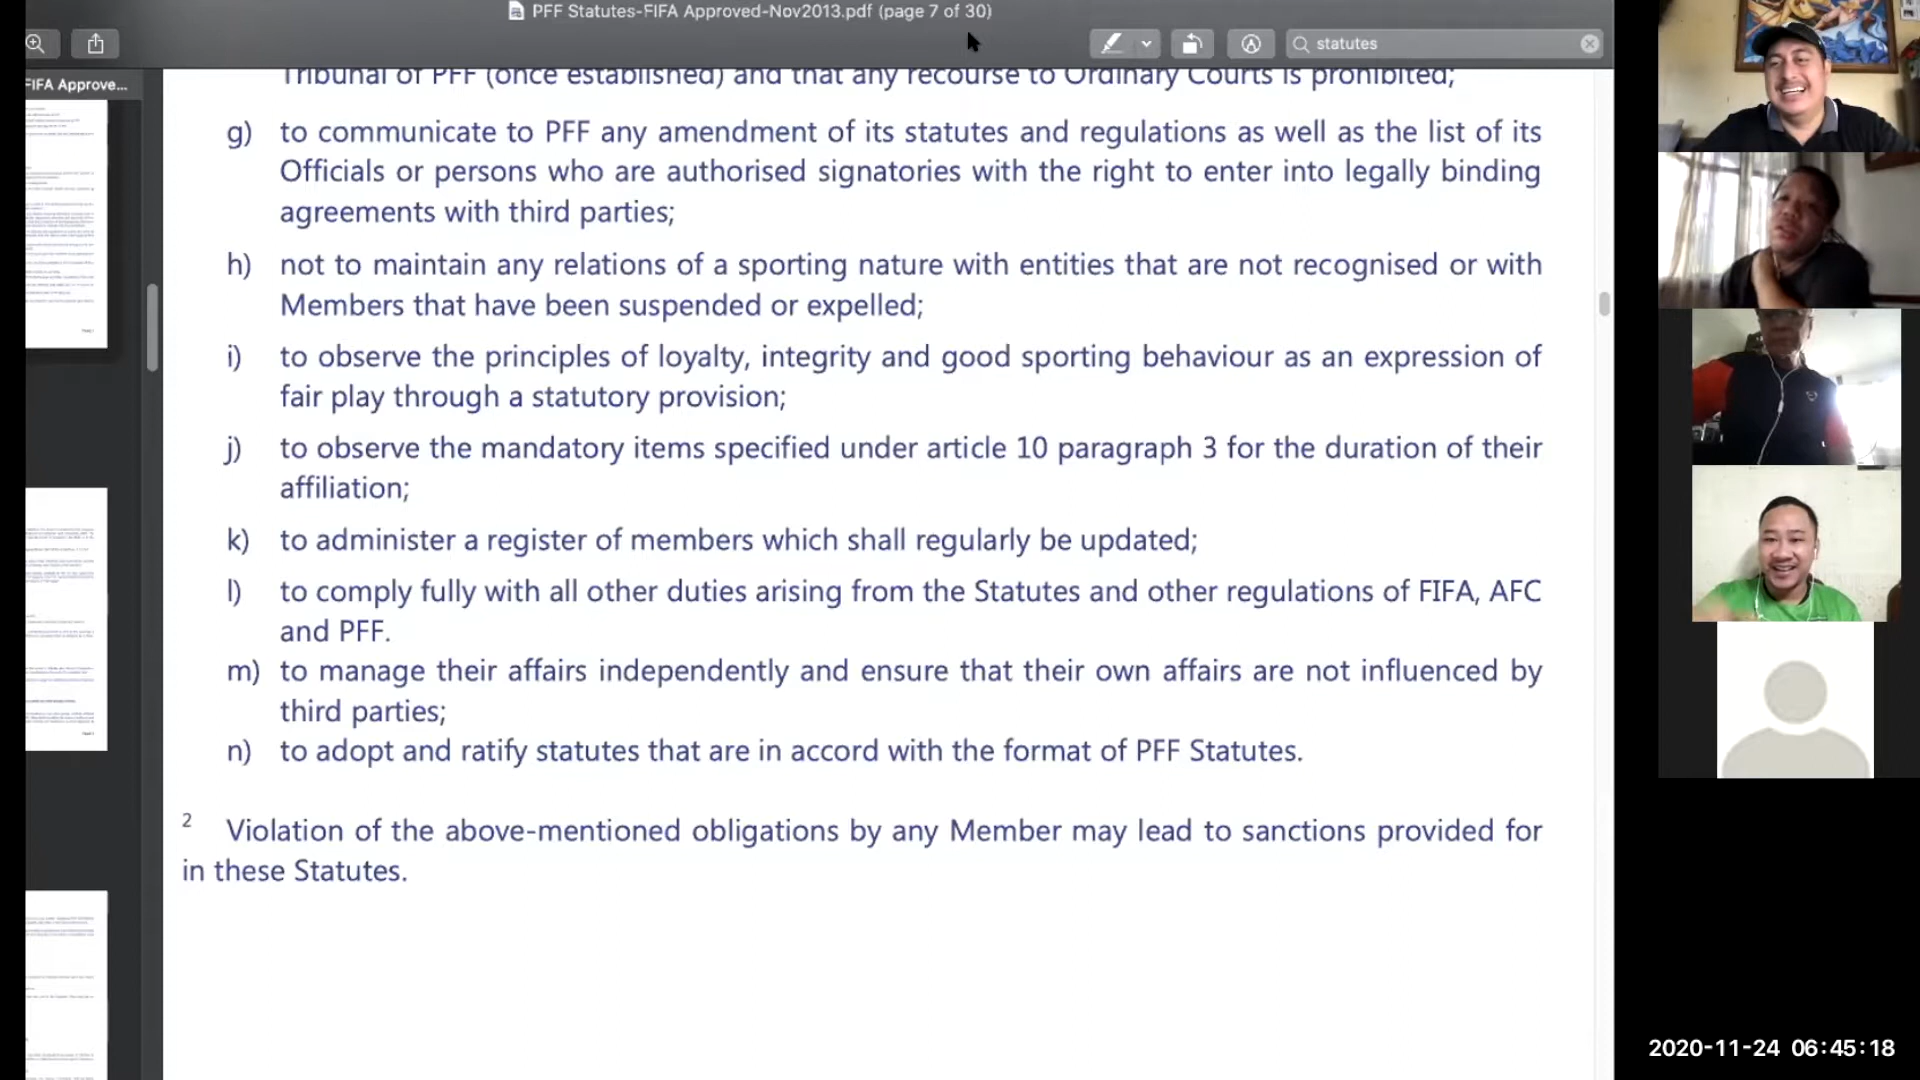 PFF Statutes-FIFA Approved-Nov2013.pdf (page 7 of 30)
statutes
FIFA Approve...
Tribunal of PFF (once established) and that any recourse to Ordinary Courts is prohibited;
g) to communicate to PFF any amendment of its statutes and regulations as well as the list of its
Officials or persons who are authorised signatories with the right to enter into legally binding
agreements with third parties;
h) not to maintain any relations of a sporting nature with entities that are not recognised or with
Members that have been suspended or expelled;
i) to observe the principles of loyalty, integrity and good sporting behaviour as an expression of
fair play through a statutory provision;
j) to observe the mandatory items specified under article 10 paragraph 3 for the duration of their
affiliation;
k) to administer a register of members which shall regularly be updated;
l) to comply fully with all other duties arising from the Statutes and other regulations of FIFA, AFC
and PFF.
m) to manage their affairs independently and ensure that their own affairs are not influenced by
third parties;
n) to adopt and ratify statutes that are in accord with the format of PFF Statutes.
2 Violation of the above-mentioned obligations by any Member may lead to sanctions provided for
in these Statutes.
2020-11-24 06:45:18